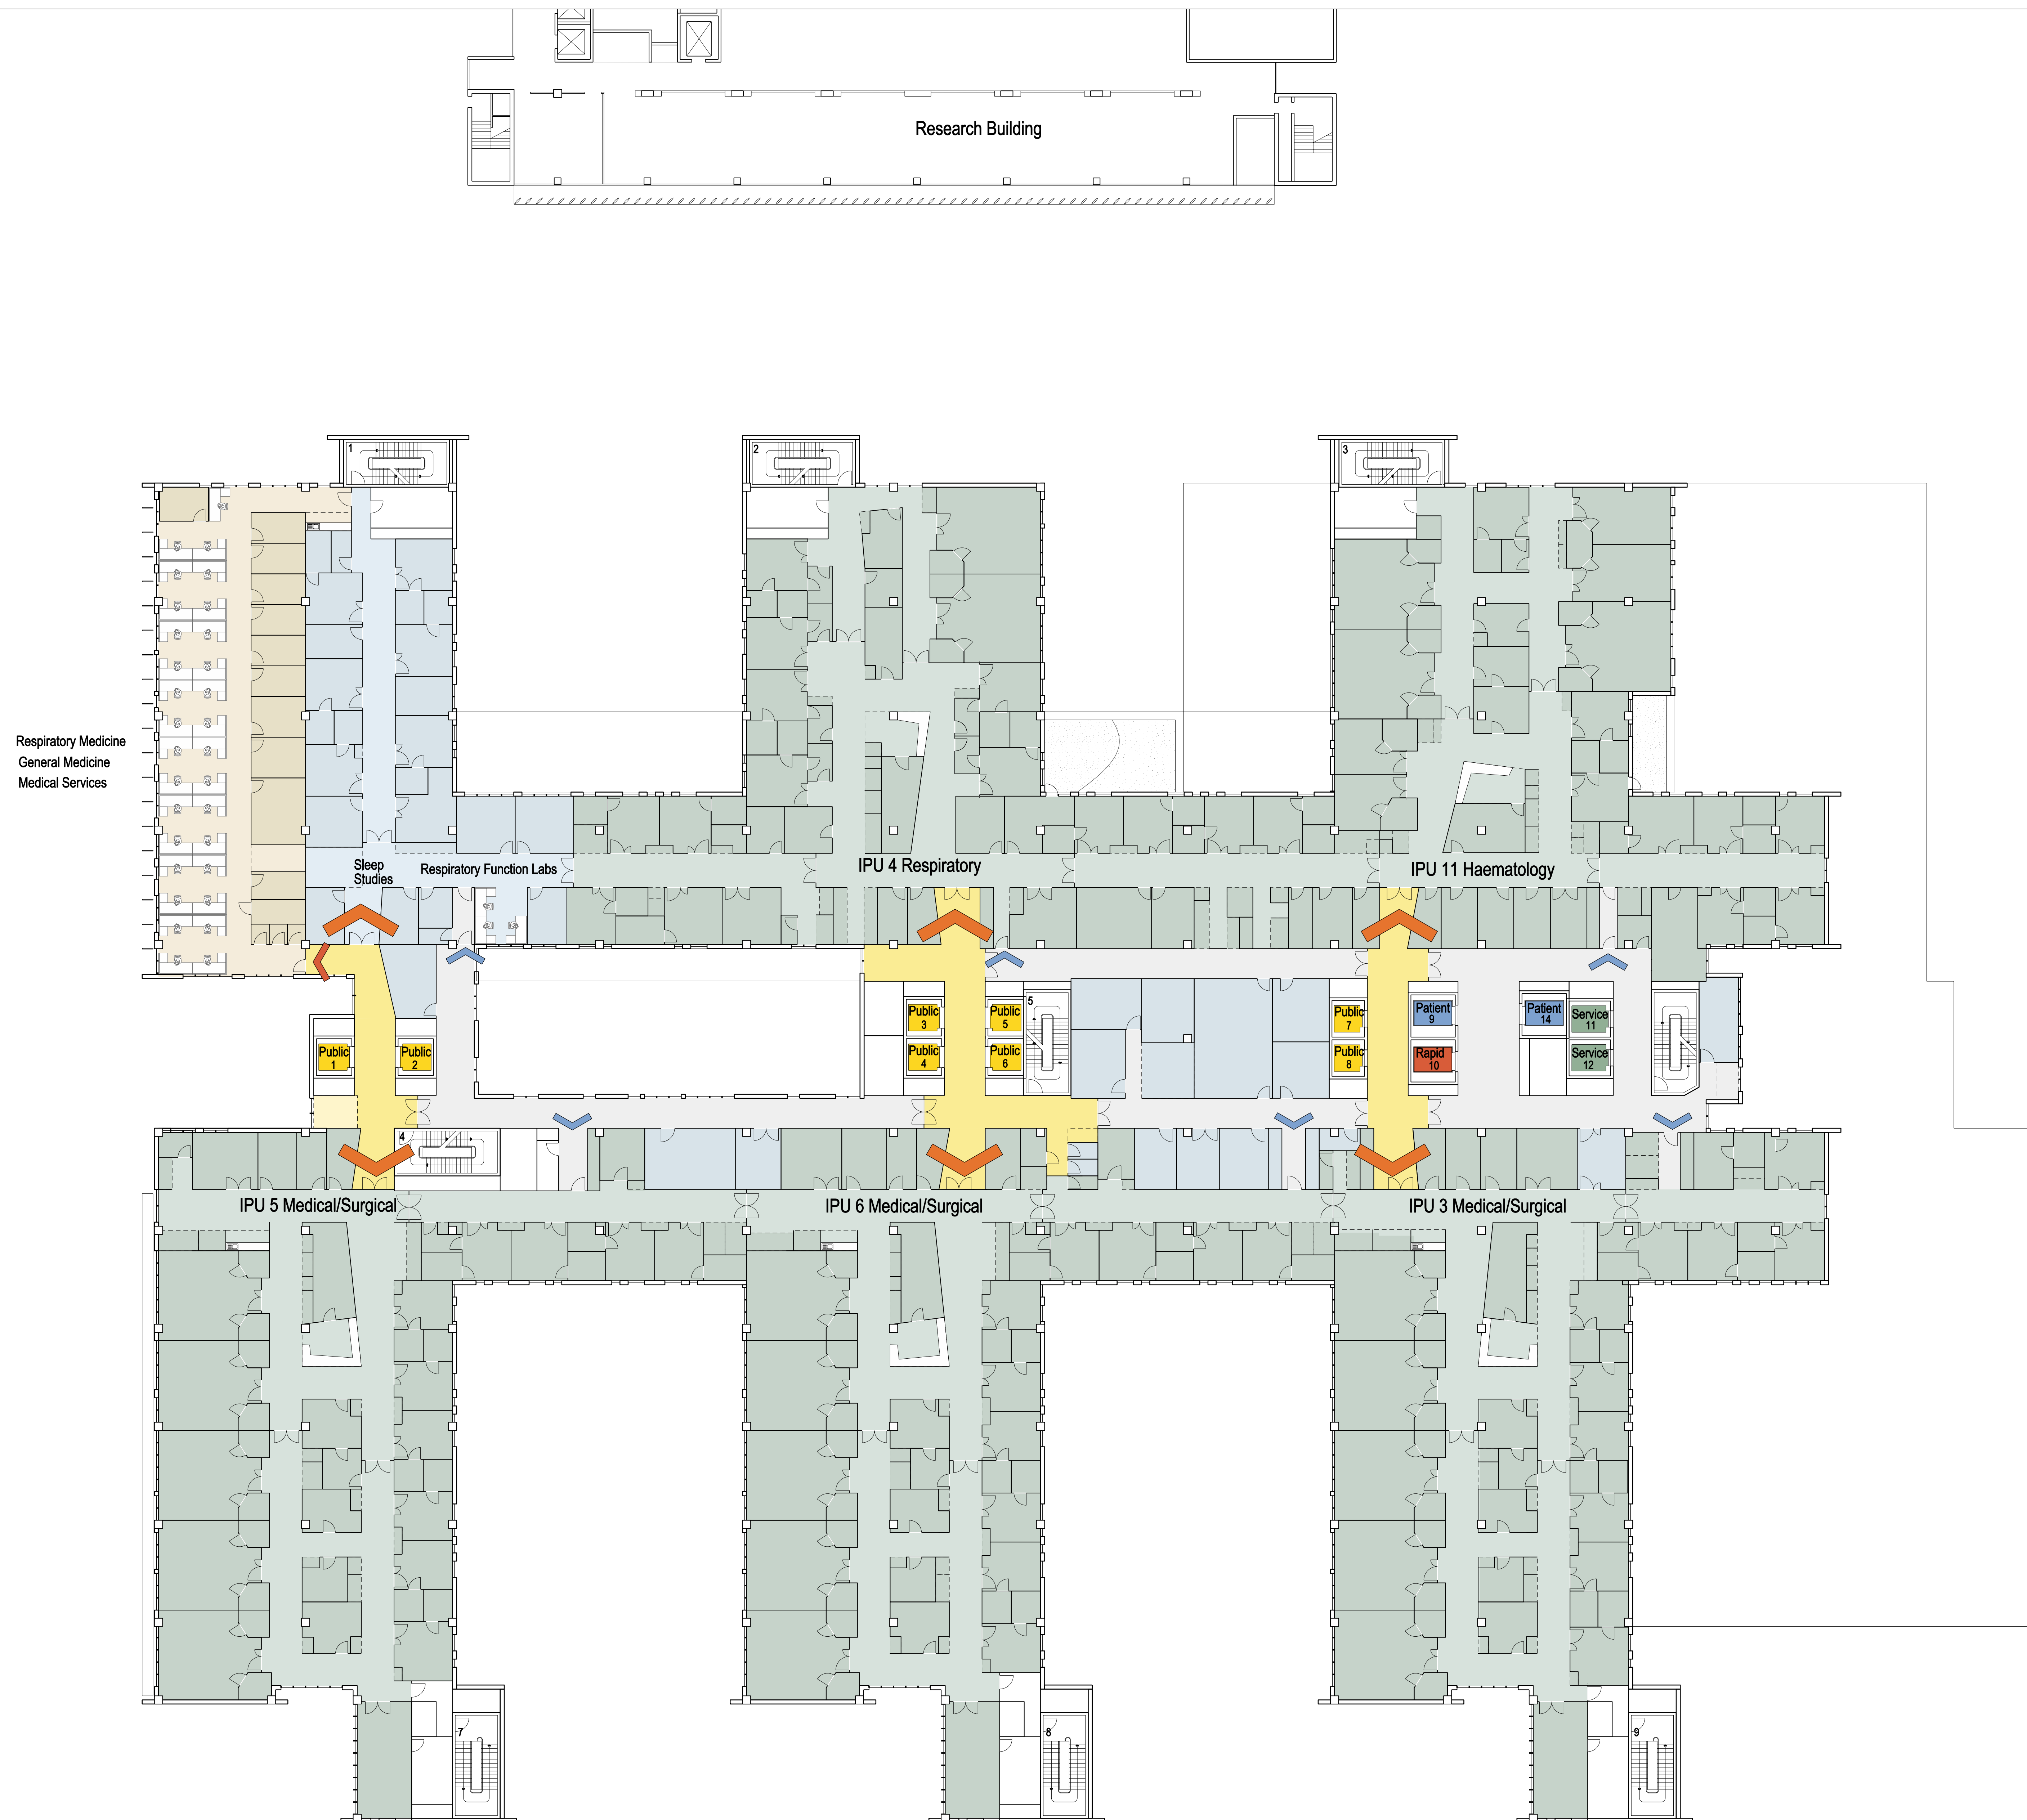 Research Building
1
2
3
Respiratory Medicine
General Medicine
Medical Services
Sleep
Studies
Respiratory Function Labs
IPU 4 Respiratory
IPU 11 Haematology
Public
1
Public
2
Public
3
Public
4
Public
5
Public
6
5
Public
7
Public
8
Patient
9
Rapid
10
Patient
14
Service
11
Service
12
4
IPU 5 Medical/Surgical
IPU 6 Medical/Surgical
IPU 3 Medical/Surgical
7
8
9